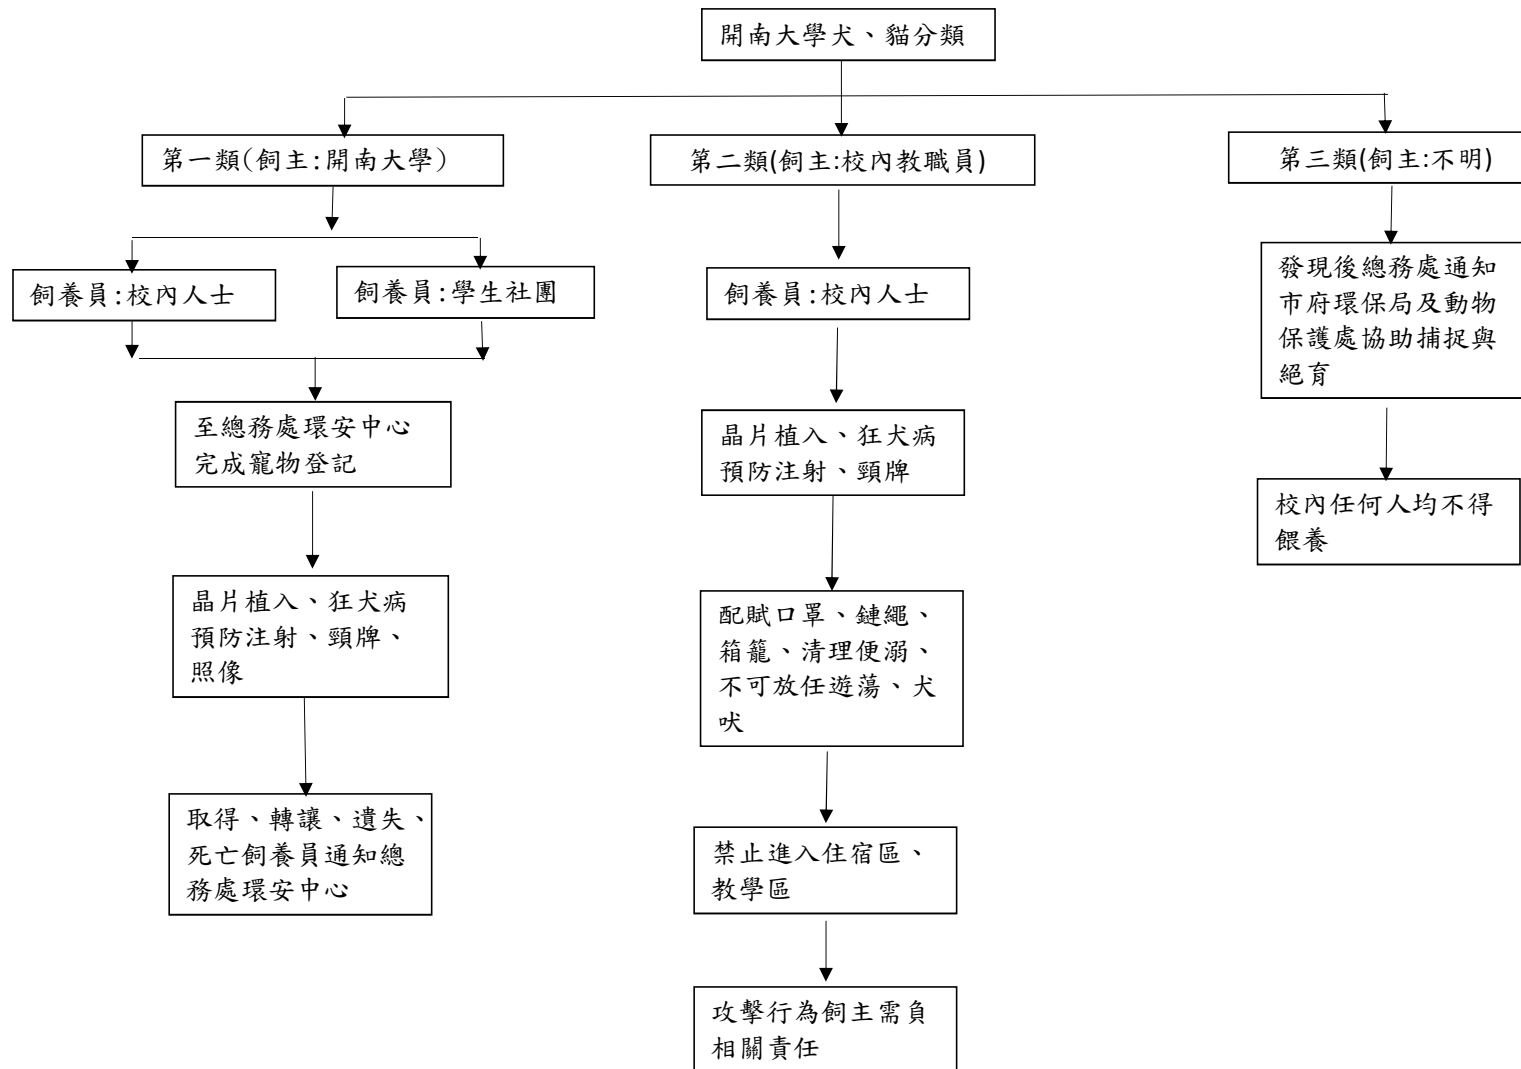 開南大學犬、貓分類
第一類(飼主:開南大學)
第二類(飼主:校內教職員)
第三類(飼主:不明)
飼養員:校內人士
飼養員:學生社團
飼養員:校內人士
發現後總務處通知
市府環保局及動物
保護處協助捕捉與
絕育
至總務處環安中心
完成寵物登記
晶片植入、狂犬病
預防注射、頸牌
校內任何人均不得
餵養
晶片植入、狂犬病
預防注射、頸牌、
照像
配賦口罩、鏈繩、
箱籠、清理便溺、
不可放任遊蕩、犬
吠
取得、轉讓、遺失、
死亡飼養員通知總
務處環安中心
禁止進入住宿區、
教學區
攻擊行為飼主需負
相關責任